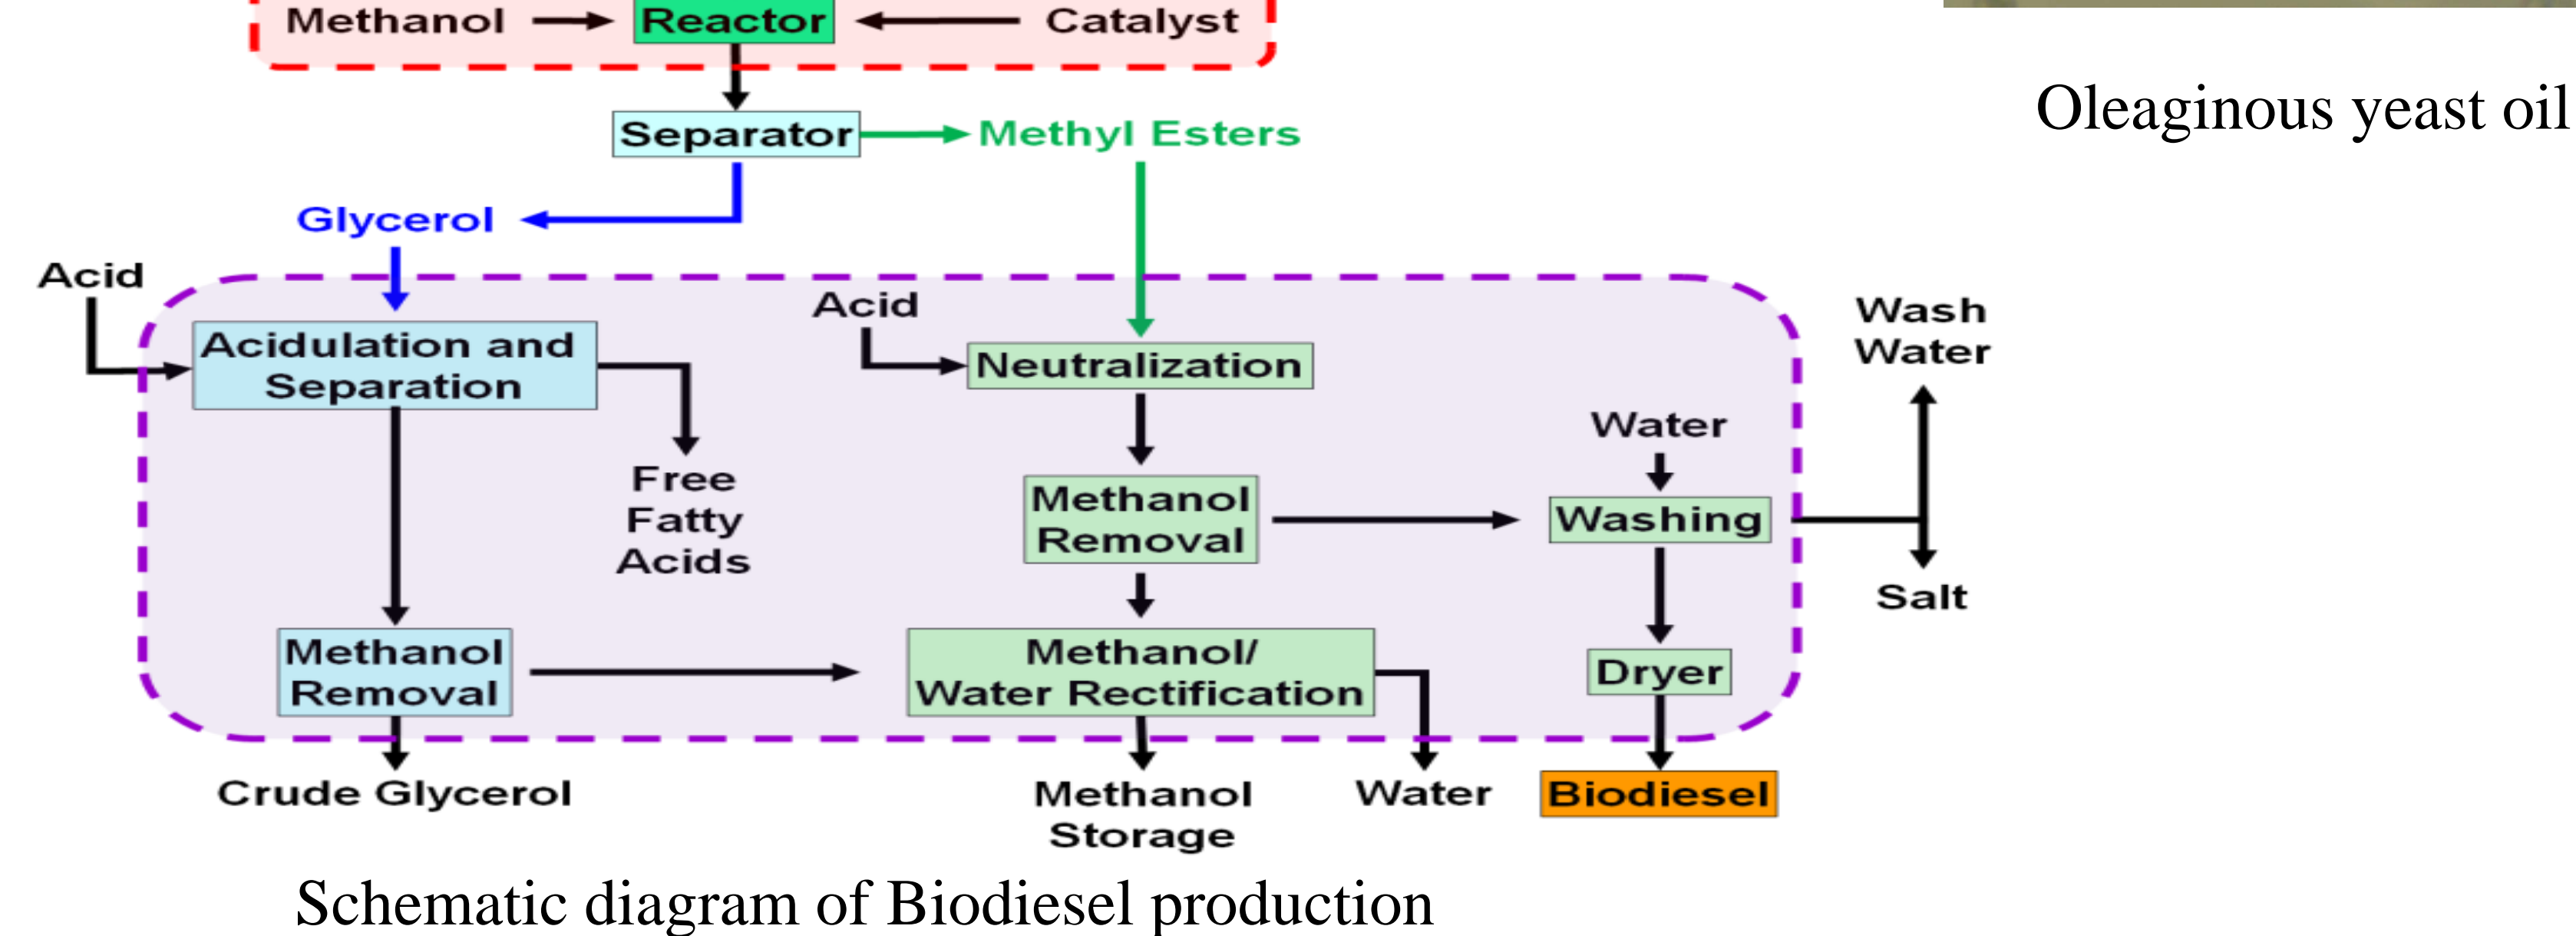 Methanol
Reactor
Catalyst
Separator
Methyl Esters
Oleaginous yeast oil
Glycerol
Acid
Acid
Acidulation and
Separation
Neutralization
Wash
Water
Free
Fatty
Acids
Methanol
Removal
Water
Washing
Salt
Methanol
Removal
Methanol/
Water Rectification
Dryer
Crude Glycerol
Methanol
Storage
Water
Biodiesel
Schematic diagram of Biodiesel production